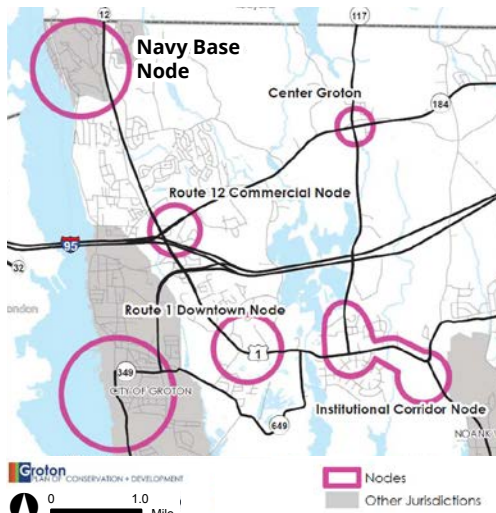 12
Navy Base
Node
117
Center Groton
184
Route 12 Commercial Node
95
32
Route 1 Downtown Node
1
349
CITY OF GROTON
649
Institutional Corridor Node
NOANK
Groton
PLAN OF CONSERVATION + DEVELOPMENT
0 1.0
Nodes
Other Jurisdictions